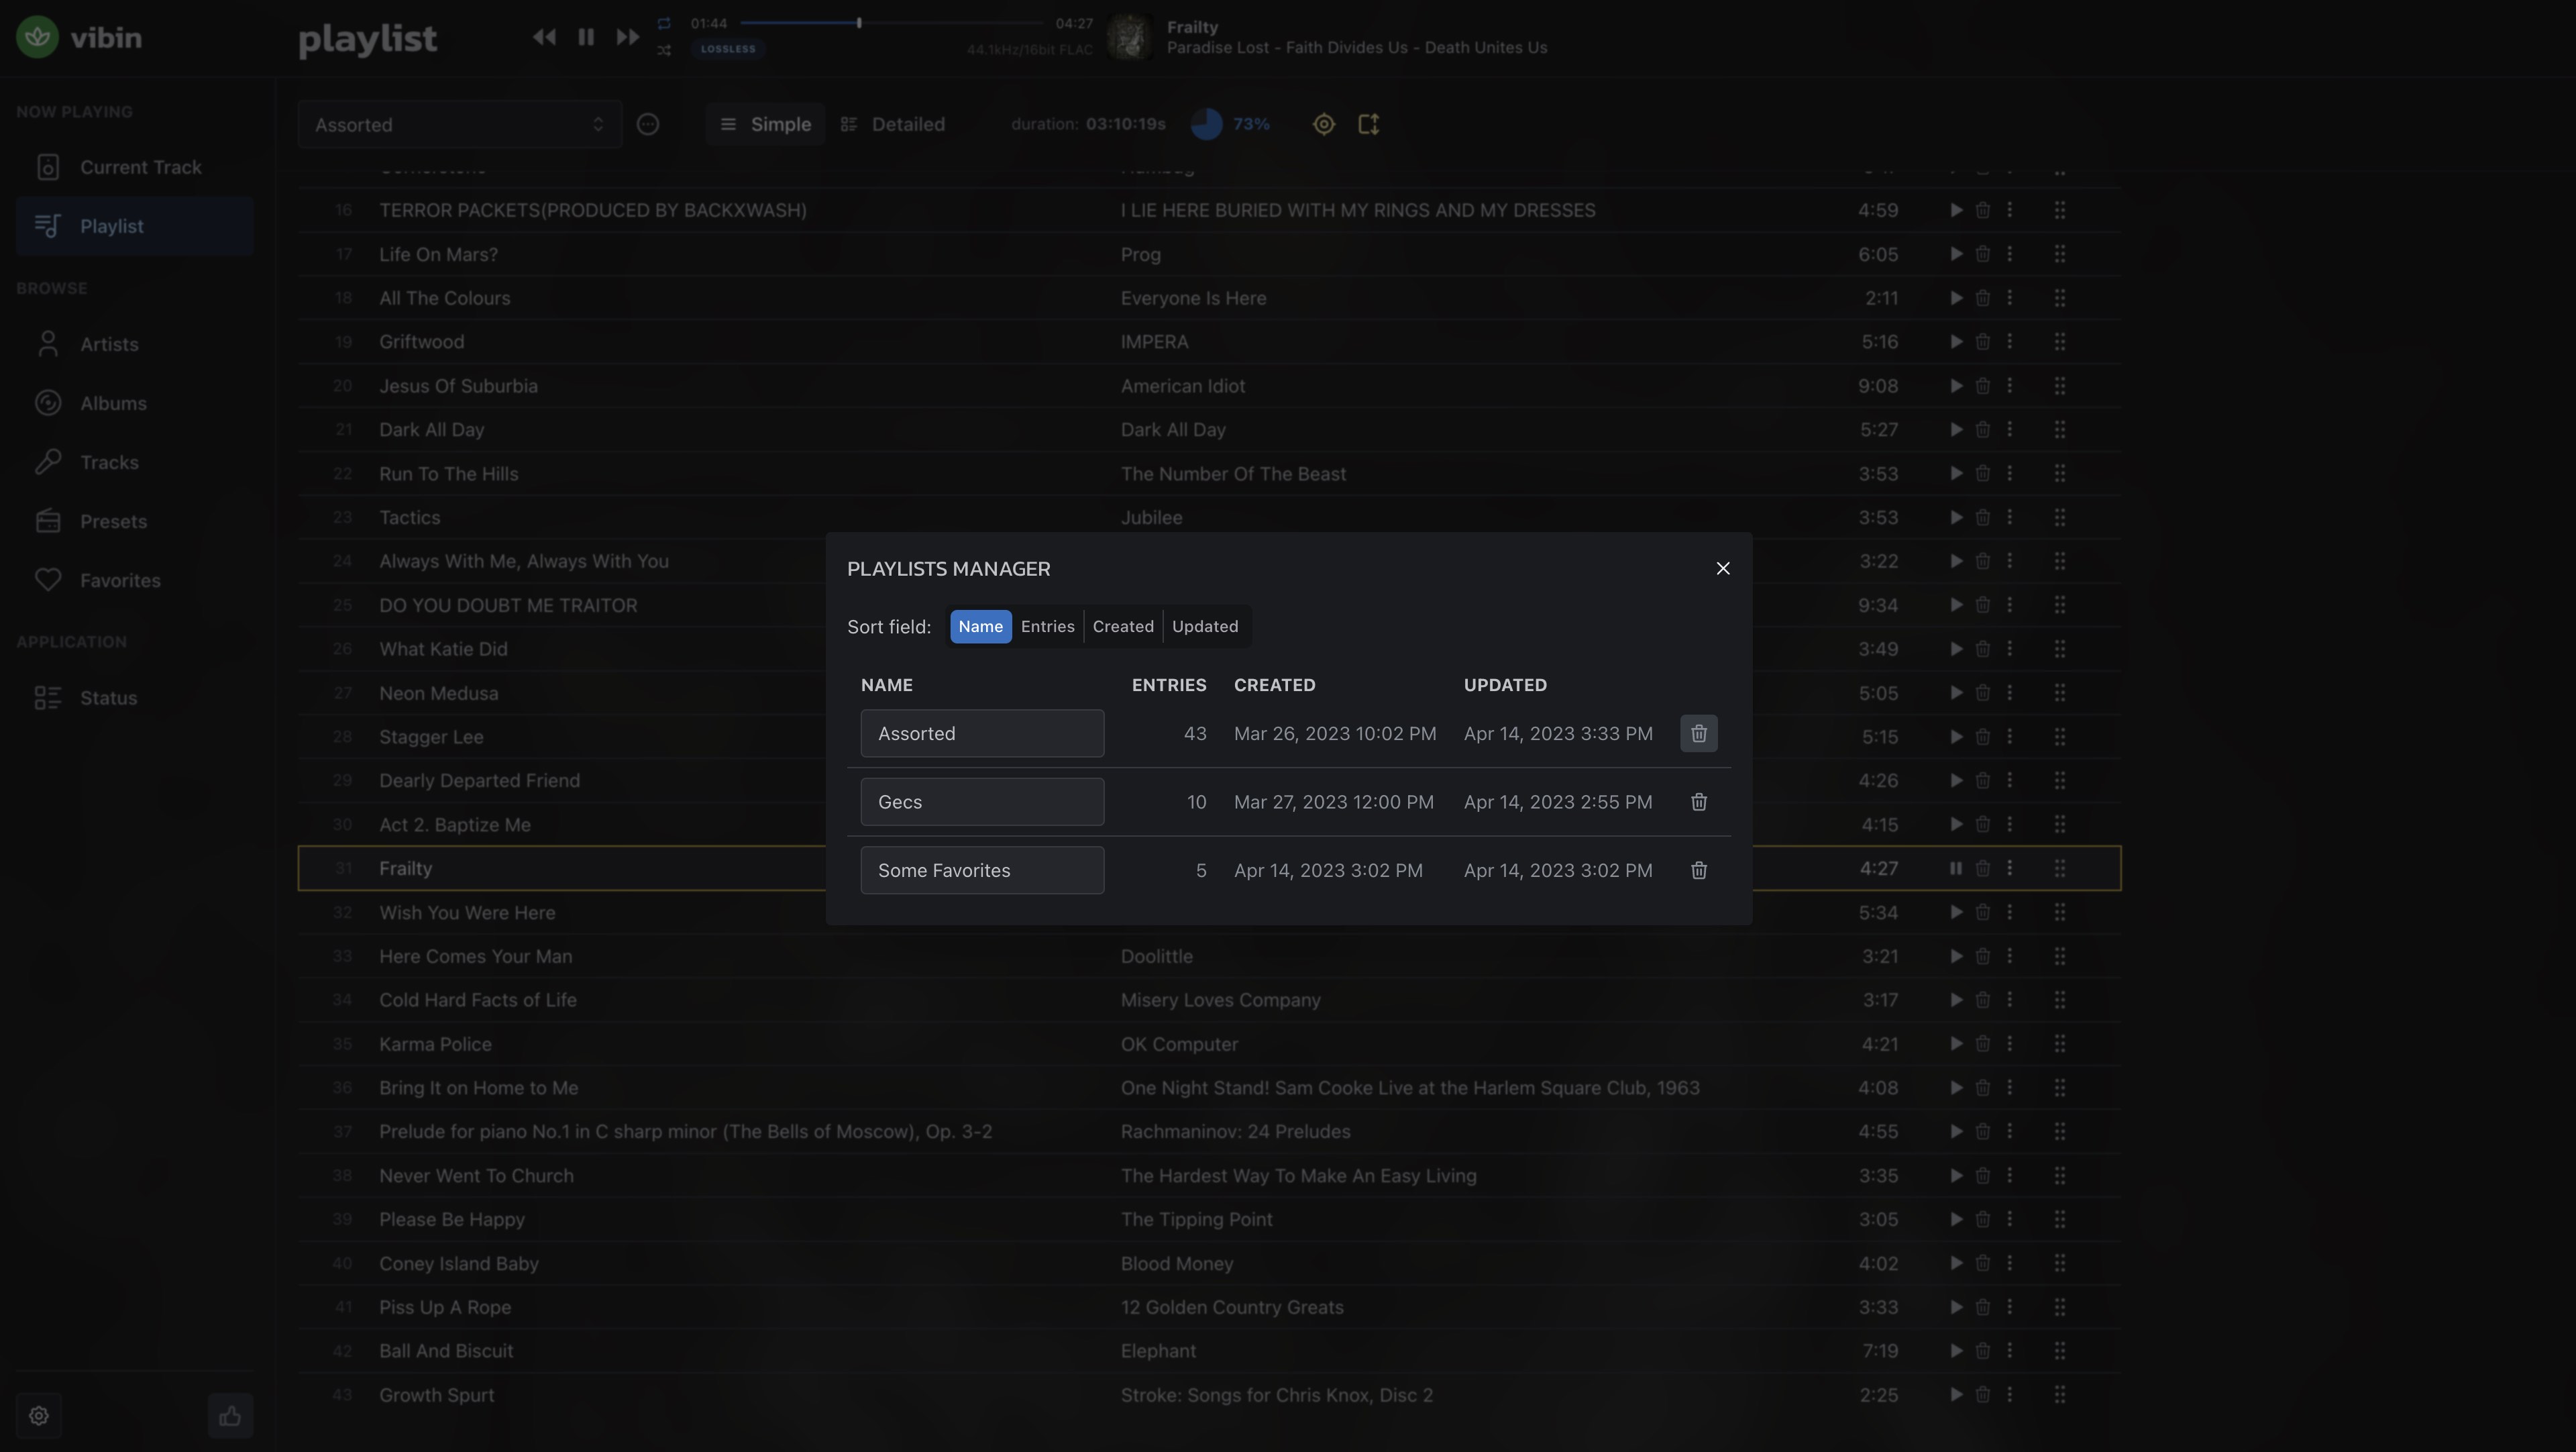 vibin
playlist
01:44
04:27
LOSSLESS
44.1kHz/16bit FLAC
Frailty
Paradise Lost - Faith Divides Us - Death Unites Us
NOW PLAYING
Current Track
Playlist
BROWSE
Artists
Albums
Tracks
Presets
Favorites
APPLICATION
Status
Assorted
Simple
Detailed
duration: 03:10:19s
73%
16 TERROR PACKETS(PRODUCED BY BACKXWASH) I LIE HERE BURIED WITH MY RINGS AND MY DRESSES 4:59
17 Life On Mars? Prog 6:05
18 All The Colours Everyone Is Here 2:11
19 Griftwood IMPERA 5:16
20 Jesus Of Suburbia American Idiot 9:08
21 Dark All Day Dark All Day 5:27
22 Run To The Hills The Number Of The Beast 3:53
23 Tactics Jubilee 3:53
24 Always With Me, Always With You 3:22
25 DO YOU DOUBT ME TRAITOR 9:34
26 What Katie Did 3:49
27 Neon Medusa 5:05
28 Stagger Lee 5:15
29 Dearly Departed Friend 4:26
30 Act 2. Baptize Me 4:15
31 Frailty 4:27
32 Wish You Were Here 5:34
33 Here Comes Your Man Doolittle 3:21
34 Cold Hard Facts of Life Misery Loves Company 3:17
35 Karma Police OK Computer 4:21
36 Bring It on Home to Me One Night Stand! Sam Cooke Live at the Harlem Square Club, 1963 4:08
37 Prelude for piano No.1 in C sharp minor (The Bells of Moscow), Op. 3-2 Rachmaninov: 24 Preludes 4:55
38 Never Went To Church The Hardest Way To Make An Easy Living 3:35
39 Please Be Happy The Tipping Point 3:05
40 Coney Island Baby Blood Money 4:02
41 Piss Up A Rope 12 Golden Country Greats 3:33
42 Ball And Biscuit Elephant 7:19
43 Growth Spurt Stroke: Songs for Chris Knox, Disc 2 2:25
PLAYLISTS MANAGER
Sort field: Name Entries Created Updated
NAME ENTRIES CREATED UPDATED
Assorted 43 Mar 26, 2023 10:02 PM Apr 14, 2023 3:33 PM
Gecs 10 Mar 27, 2023 12:00 PM Apr 14, 2023 2:55 PM
Some Favorites 5 Apr 14, 2023 3:02 PM Apr 14, 2023 3:02 PM